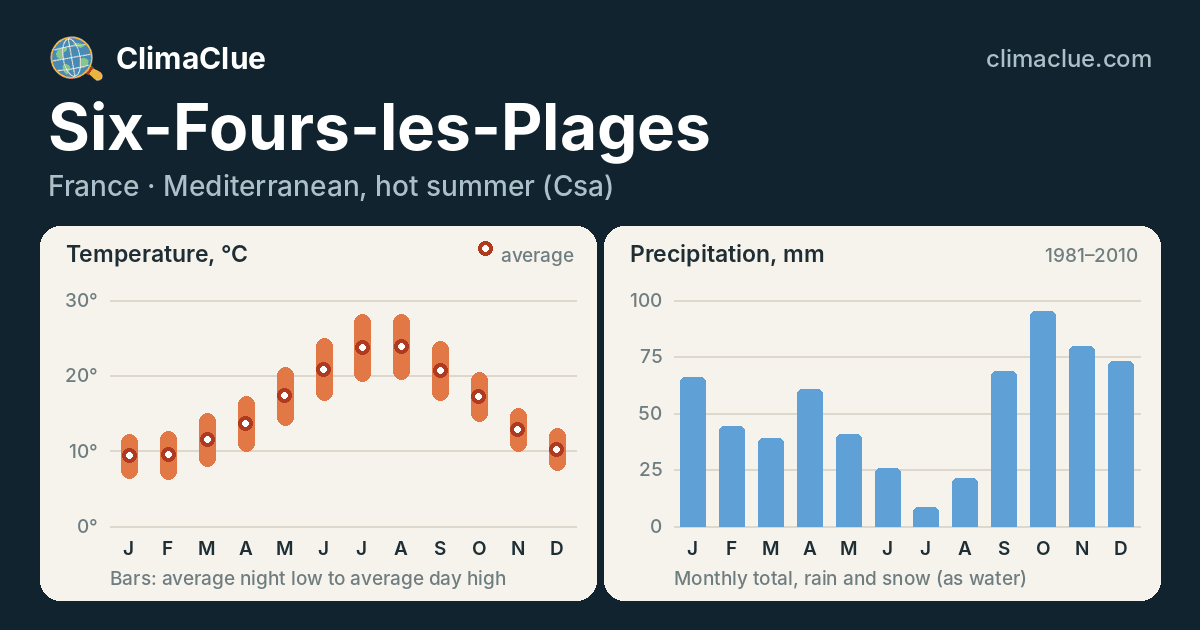 ClimaClue
climaclue.com
Six-Fours-les-Plages
France · Mediterranean, hot summer (Csa)
Temperature, °C
average
30°
20°
10°
0°
J F M A M J J A S O N D
Bars: average night low to average day high
Precipitation, mm
1981–2010
100
75
50
25
0
J F M A M J J A S O N D
Monthly total, rain and snow (as water)